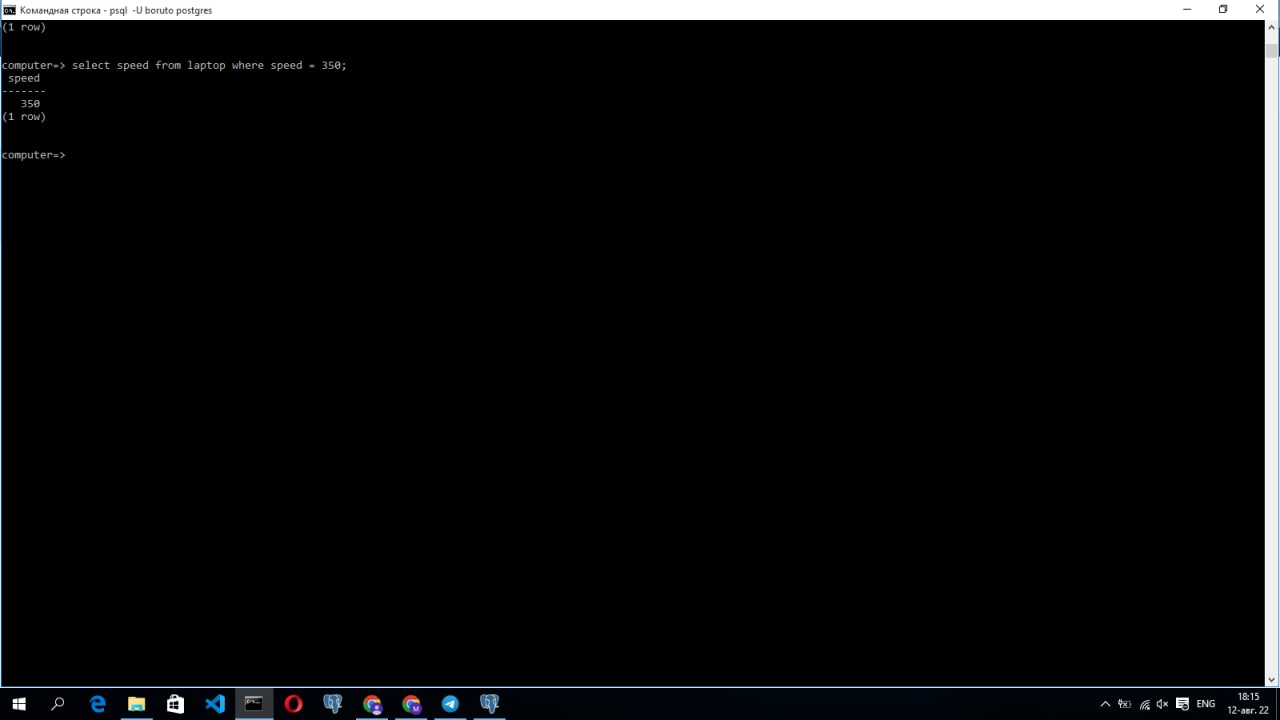 Командная строка - psql -U boruto postgres
(1 row)
computer=> select speed from laptop where speed = 350;
speed
-------
350
(1 row)
computer=>
ENG
18:15
12-авг. 22